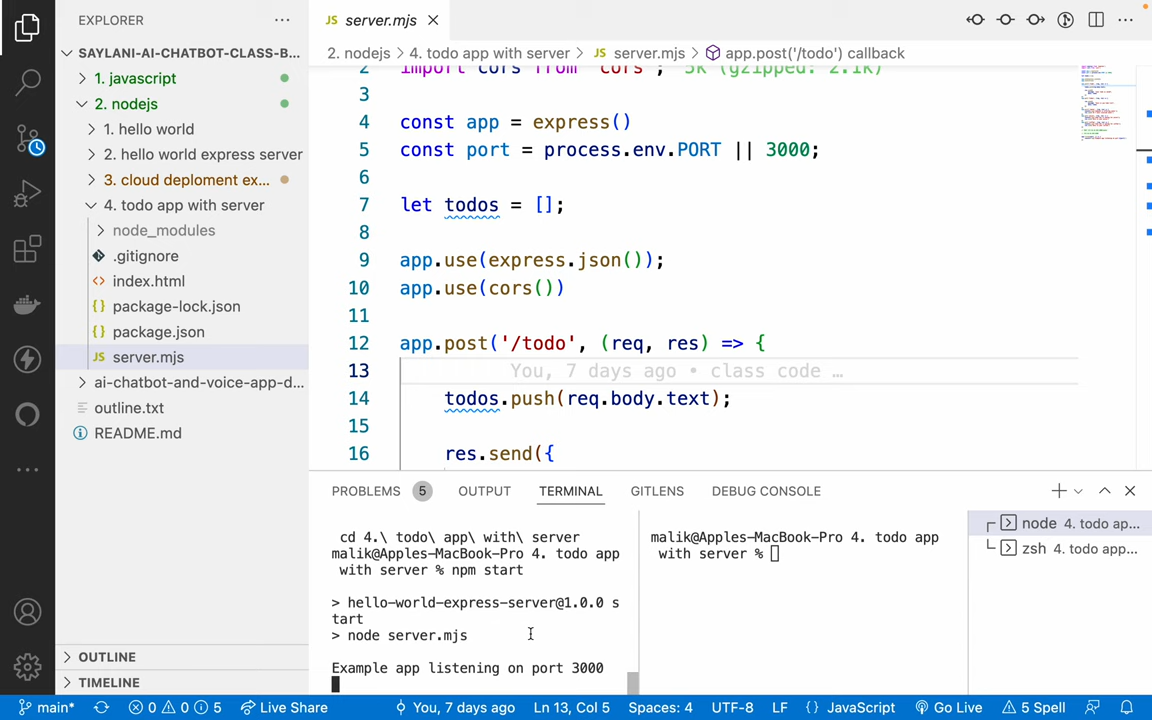 EXPLORER
SAYLANI-AI-CHATBOT-CLASS-B...
1. javascript
2. nodejs
1. hello world
2. hello world express server
3. cloud deploment ex...
4. todo app with server
node_modules
.gitignore
index.html
package-lock.json
package.json
JS server.mjs
ai-chatbot-and-voice-app-d...
outline.txt
README.md
OUTLINE
TIMELINE
JS server.mjs
2. nodejs > 4. todo app with server > JS server.mjs > app.post('/todo') callback
2 import cors from 'cors'; 5K (gzipped: 2.1K)
3
4 const app = express()
5 const port = process.env.PORT || 3000;
6
7 let todos = [];
8
9 app.use(express.json());
10 app.use(cors())
11
12 app.post('/todo', (req, res) => {
13 You, 7 days ago • class code …
14 todos.push(req.body.text);
15
16 res.send({
PROBLEMS 5 OUTPUT TERMINAL GITLENS DEBUG CONSOLE
cd 4.\ todo\ app\ with\ server
malik@Apples-MacBook-Pro 4. todo app
with server % npm start
> hello-world-express-server@1.0.0 s
tart
> node server.mjs
Example app listening on port 3000
malik@Apples-MacBook-Pro 4. todo app
with server %
node 4. todo ap...
zsh 4. todo app...
main* 0 0 5 Live Share You, 7 days ago Ln 13, Col 5 Spaces: 4 UTF-8 LF {} JavaScript Go Live 5 Spell